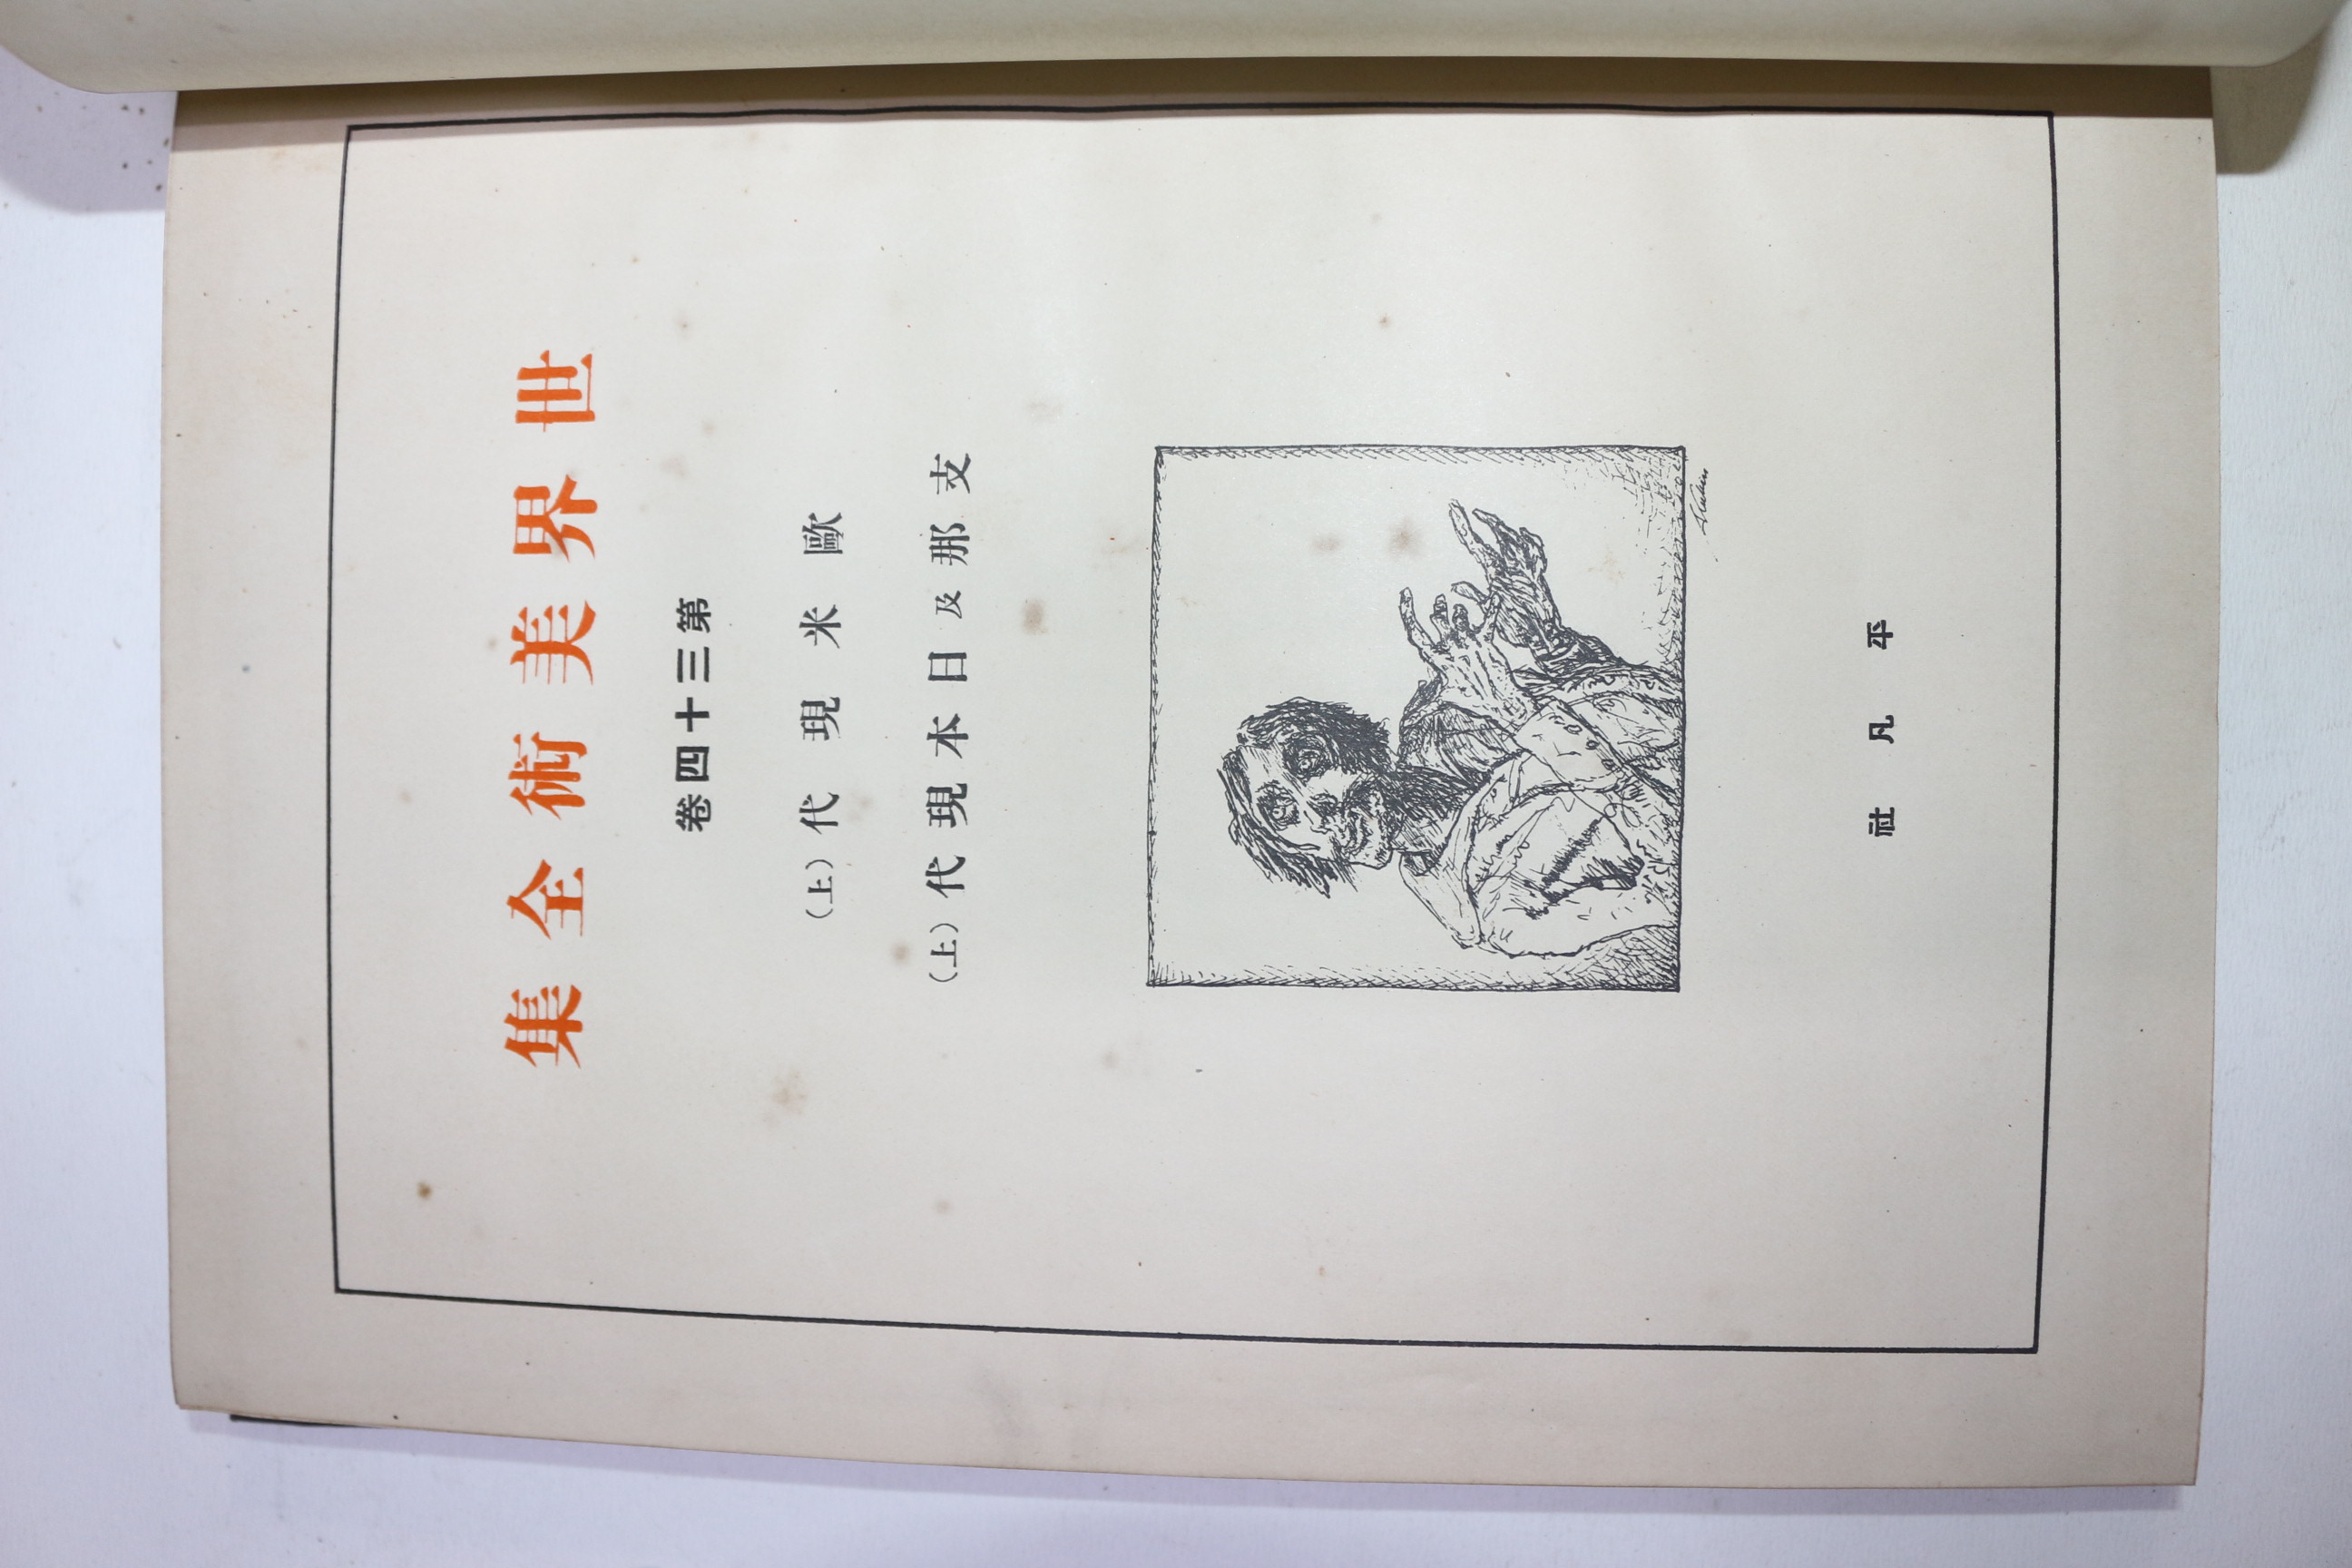 世界美術全集
第三十四卷
歐米現代（上）
支那及日本現代（上）
平凡社